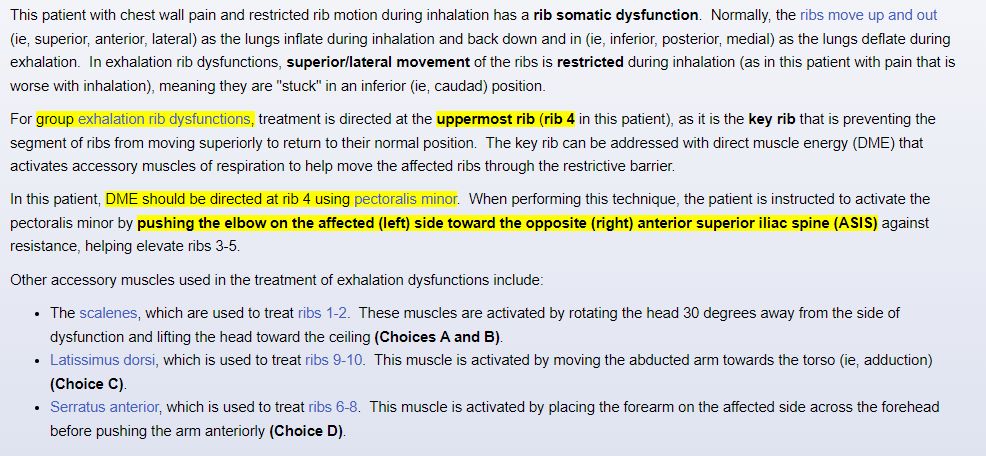 This patient with chest wall pain and restricted rib motion during inhalation has a rib somatic dysfunction.  Normally, the ribs move up and out
(ie, superior, anterior, lateral) as the lungs inflate during inhalation and back down and in (ie, inferior, posterior, medial) as the lungs deflate during
exhalation.  In exhalation rib dysfunctions, superior/lateral movement of the ribs is restricted during inhalation (as in this patient with pain that is
worse with inhalation), meaning they are "stuck" in an inferior (ie, caudad) position.
For group exhalation rib dysfunctions, treatment is directed at the uppermost rib (rib 4 in this patient), as it is the key rib that is preventing the
segment of ribs from moving superiorly to return to their normal position.  The key rib can be addressed with direct muscle energy (DME) that
activates accessory muscles of respiration to help move the affected ribs through the restrictive barrier.
In this patient, DME should be directed at rib 4 using pectoralis minor.  When performing this technique, the patient is instructed to activate the
pectoralis minor by pushing the elbow on the affected (left) side toward the opposite (right) anterior superior iliac spine (ASIS) against
resistance, helping elevate ribs 3-5.
Other accessory muscles used in the treatment of exhalation dysfunctions include:
• The scalenes, which are used to treat ribs 1-2.  These muscles are activated by rotating the head 30 degrees away from the side of
dysfunction and lifting the head toward the ceiling (Choices A and B).
• Latissimus dorsi, which is used to treat ribs 9-10.  This muscle is activated by moving the abducted arm towards the torso (ie, adduction)
(Choice C).
• Serratus anterior, which is used to treat ribs 6-8.  This muscle is activated by placing the forearm on the affected side across the forehead
before pushing the arm anteriorly (Choice D).